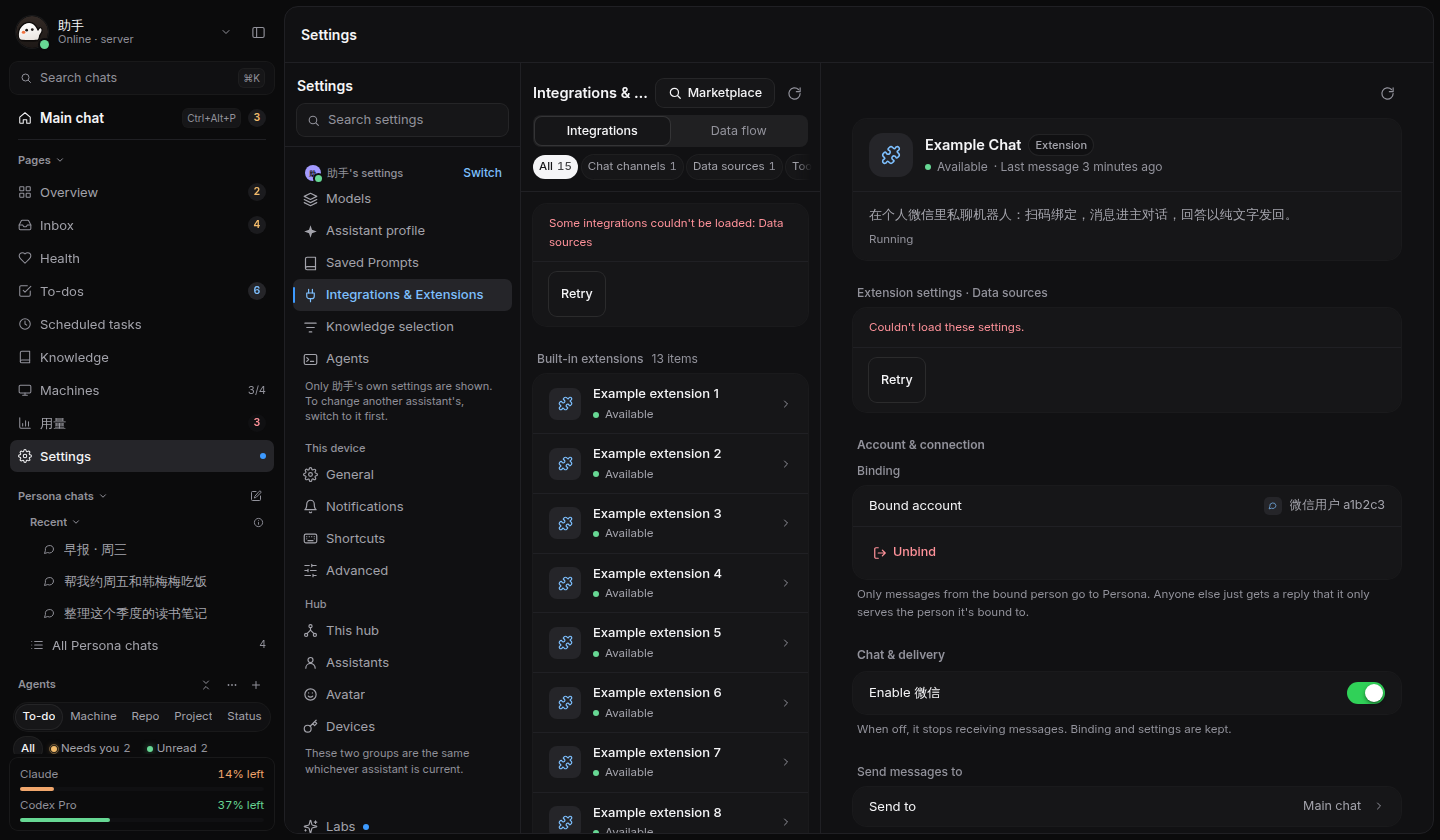 助手
Online · server
Search chats
⌘K
Main chat
Ctrl+Alt+P
3
Pages
Overview
2
Inbox
4
Health
To-dos
6
Scheduled tasks
Knowledge
Machines
3/4
用量
3
Settings
Persona chats
Recent
早报 · 周三
帮我约周五和韩梅梅吃饭
整理这个季度的读书笔记
All Persona chats
4
Agents
To-do
Machine
Repo
Project
Status
All
Needs you 2
Unread 2
Claude
14% left
Codex Pro
37% left
Settings
Settings
Search settings
助手's settings
Switch
Models
Assistant profile
Saved Prompts
Integrations & Extensions
Knowledge selection
Agents
Only 助手's own settings are shown.
To change another assistant's,
switch to it first.
This device
General
Notifications
Shortcuts
Advanced
Hub
This hub
Assistants
Avatar
Devices
These two groups are the same
whichever assistant is current.
Labs
Integrations & ...
Marketplace
Integrations
Data flow
All 15
Chat channels 1
Data sources 1
Some integrations couldn't be loaded: Data
sources
Retry
Built-in extensions 13 items
Example extension 1
Available
Example extension 2
Available
Example extension 3
Available
Example extension 4
Available
Example extension 5
Available
Example extension 6
Available
Example extension 7
Available
Example extension 8
Available
Example Chat
Extension
Available · Last message 3 minutes ago
在个人微信里私聊机器人：扫码绑定，消息进主对话，回答以纯文字发回。
Running
Extension settings · Data sources
Couldn't load these settings.
Retry
Account & connection
Binding
Bound account
微信用户 a1b2c3
Unbind
Only messages from the bound person go to Persona. Anyone else just gets a reply that it only
serves the person it's bound to.
Chat & delivery
Enable 微信
When off, it stops receiving messages. Binding and settings are kept.
Send messages to
Send to
Main chat